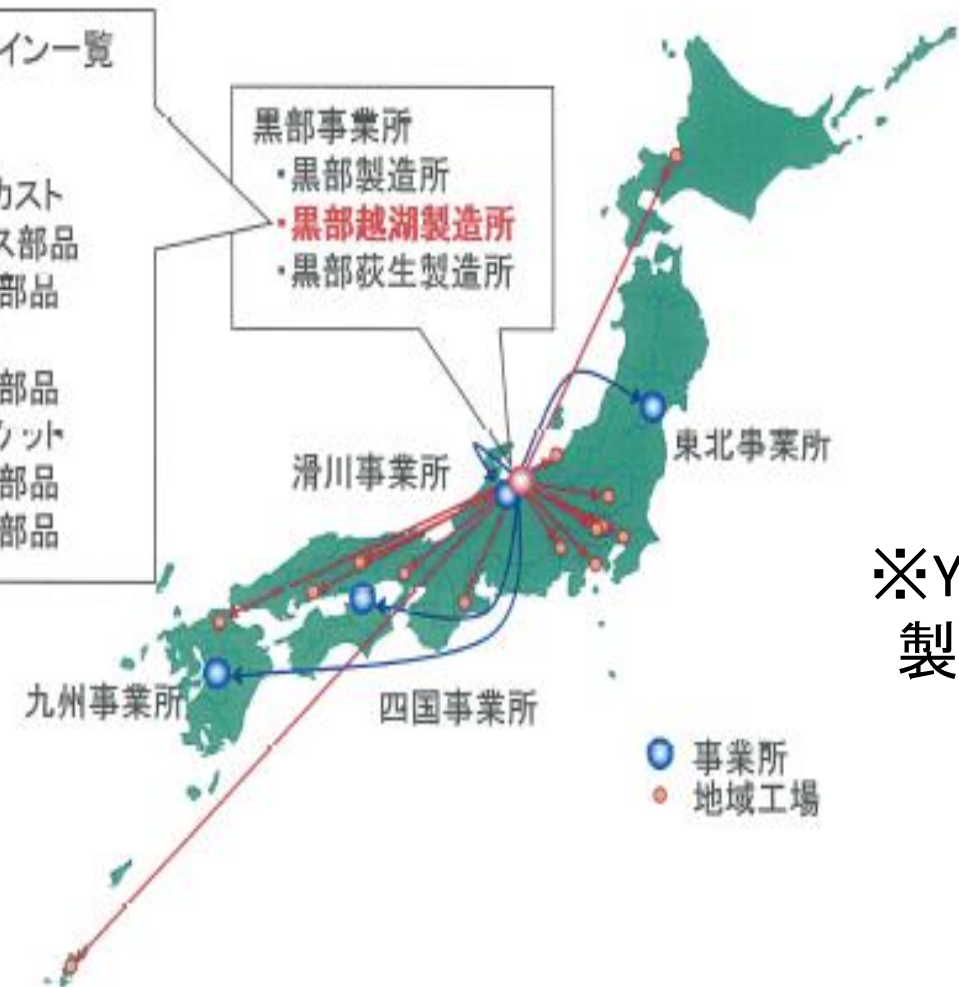 イン一覧
カスト
ス部品
部品
部品
ケット
部品
部品
黒部事業所
・黒部製造所
・黒部越湖製造所
・黒部荻生製造所
滑川事業所
東北事業所
九州事業所
四国事業所
事業所
地域工場
※Y
製